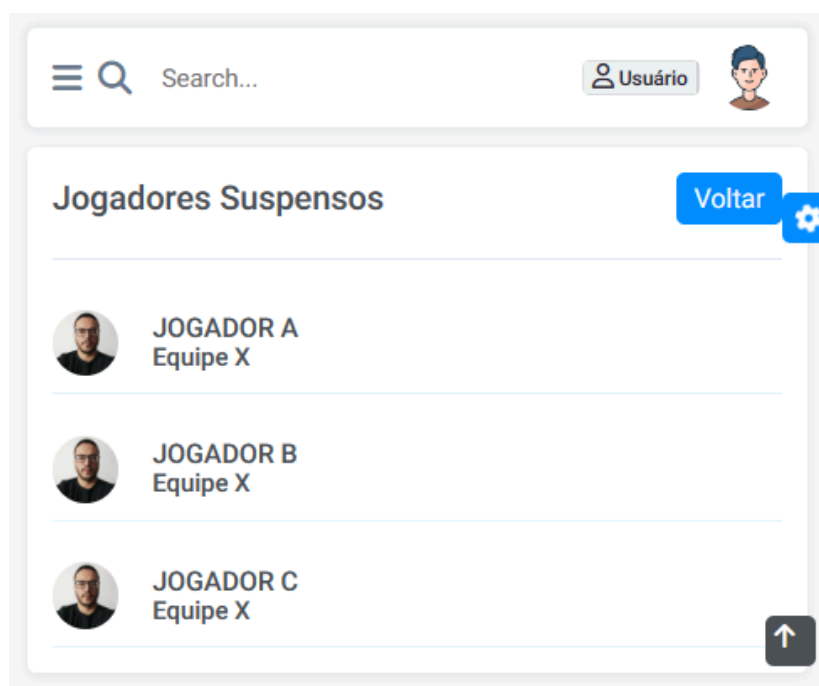 Search...
Usuário
Jogadores Suspensos
Voltar
JOGADOR A
Equipe X
JOGADOR B
Equipe X
JOGADOR C
Equipe X